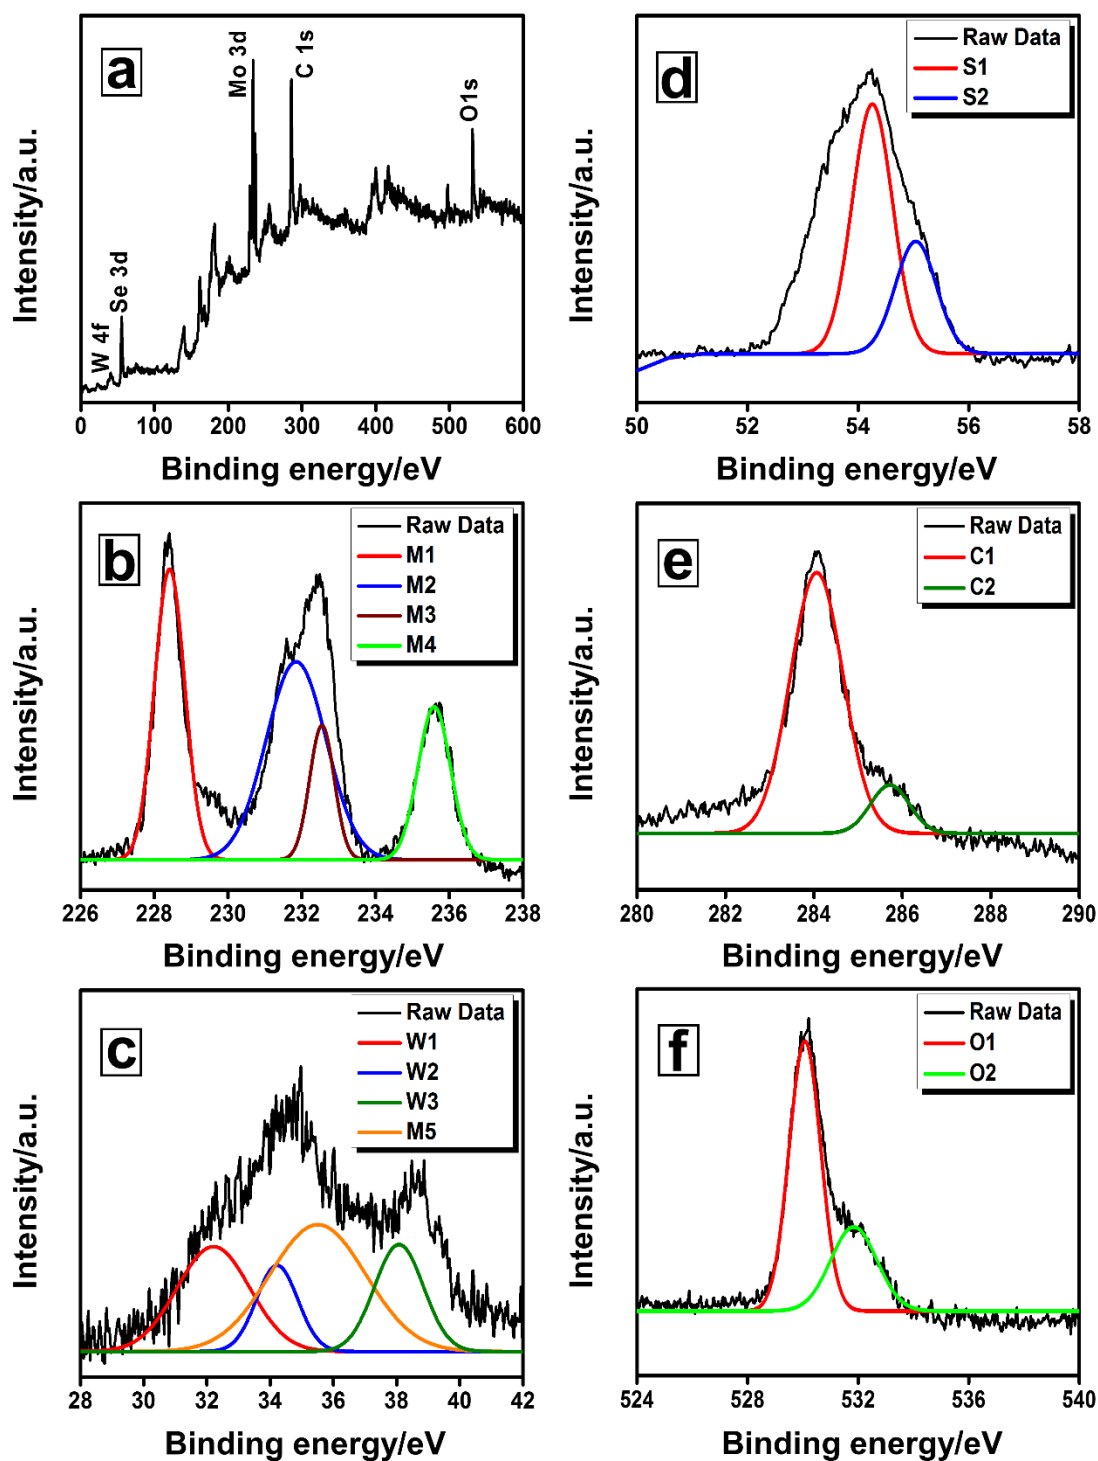 a
Mo 3d
C 1s
O1s
Se 3d
W 4f
Intensity/a.u.
0 100 200 300 400 500 600
Binding energy/eV
d
Raw Data
S1
S2
Intensity/a.u.
50 52 54 56 58
Binding energy/eV
b
Raw Data
M1
M2
M3
M4
Intensity/a.u.
226 228 230 232 234 236 238
Binding energy/eV
e
Raw Data
C1
C2
Intensity/a.u.
280 282 284 286 288 290
Binding energy/eV
c
Raw Data
W1
W2
W3
M5
Intensity/a.u.
28 30 32 34 36 38 40 42
Binding energy/eV
f
Raw Data
O1
O2
Intensity/a.u.
524 528 532 536 540
Binding energy/eV